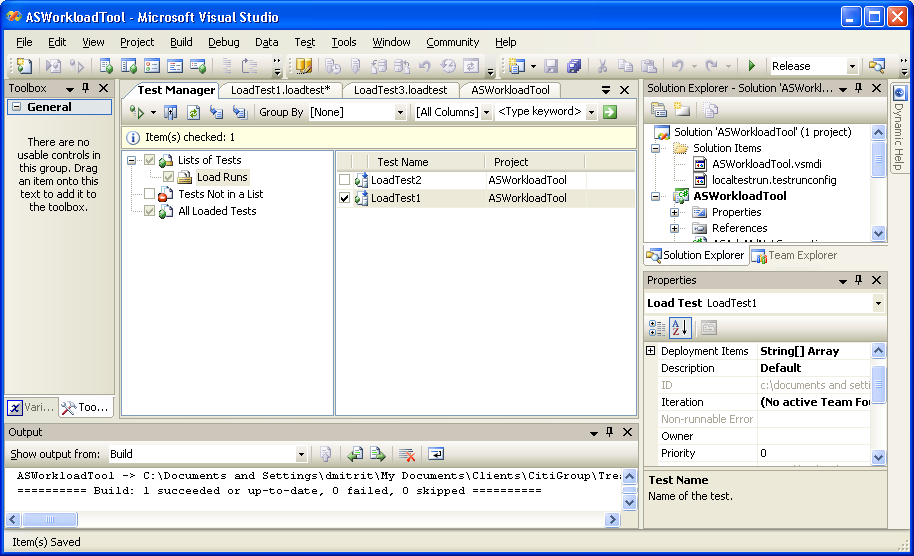 ASWorkloadTool - Microsoft Visual Studio
File Edit View Project Build Debug Data Test Tools Window Community Help
Release
Toolbox
General
There are no
usable controls in
this group. Drag
an item onto this
text to add it to
the toolbox.
Vari...
Too...
Test Manager
LoadTest1.loadtest*
LoadTest3.loadtest
ASWorkloadTool
Group By [None]
[All Columns]
<Type keyword>
Item(s) checked: 1
Lists of Tests
Load Runs
Tests Not in a List
All Loaded Tests
Test Name Project
LoadTest2 ASWorkloadTool
LoadTest1 ASWorkloadTool
Solution Explorer - Solution 'ASWorkl...
Solution 'ASWorkloadTool' (1 project)
Solution Items
ASWorkloadTool.vsmdi
localtestrun.testrunconfig
ASWorkloadTool
Properties
References
Solution Explorer
Team Explorer
Dynamic Help
Properties
Load Test LoadTest1
Deployment Items String[] Array
Description Default
ID c:\documents and setti
Iteration (No active Team Fou
Non-runnable Error
Owner
Priority 0
Test Name
Name of the test.
Output
Show output from: Build
ASWorkloadTool -> C:\Documents and Settings\dmitrit\My Documents\Clients\CitiGroup\Trea
========== Build: 1 succeeded or up-to-date, 0 failed, 0 skipped ==========
Item(s) Saved